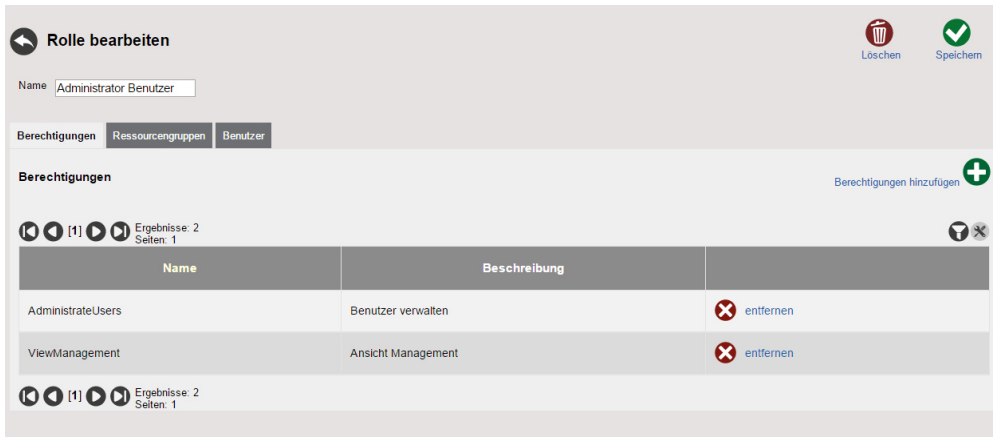 Rolle bearbeiten
Löschen Speichern
Name Administrator Benutzer
Berechtigungen Ressourcengruppen Benutzer
Berechtigungen
Berechtigungen hinzufügen
[1] Ergebnisse: 2
Seiten: 1
Name Beschreibung
AdministrateUsers Benutzer verwalten entfernen
ViewManagement Ansicht Management entfernen
[1] Ergebnisse: 2
Seiten: 1